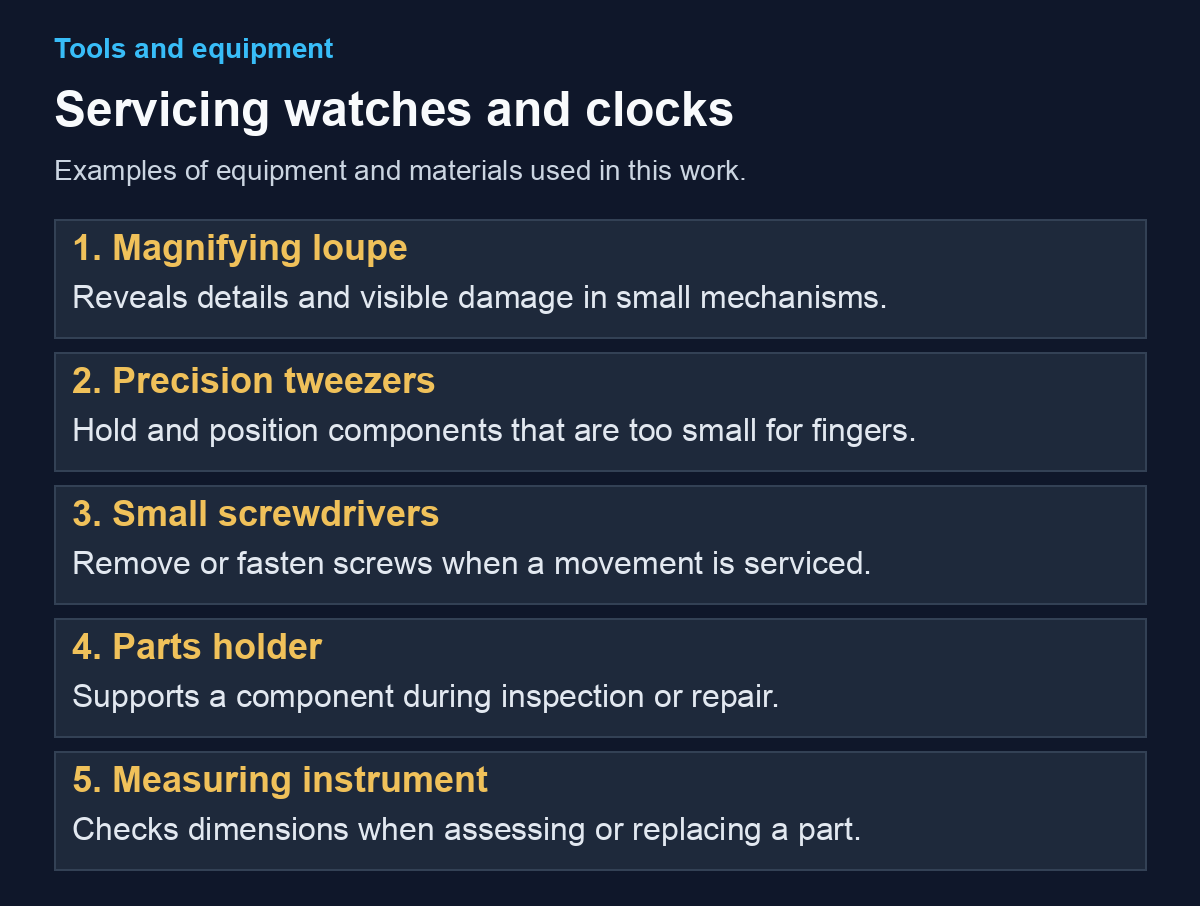 Tools and equipment
Servicing watches and clocks
Examples of equipment and materials used in this work.
1. Magnifying loupe
Reveals details and visible damage in small mechanisms.
2. Precision tweezers
Hold and position components that are too small for fingers.
3. Small screwdrivers
Remove or fasten screws when a movement is serviced.
4. Parts holder
Supports a component during inspection or repair.
5. Measuring instrument
Checks dimensions when assessing or replacing a part.